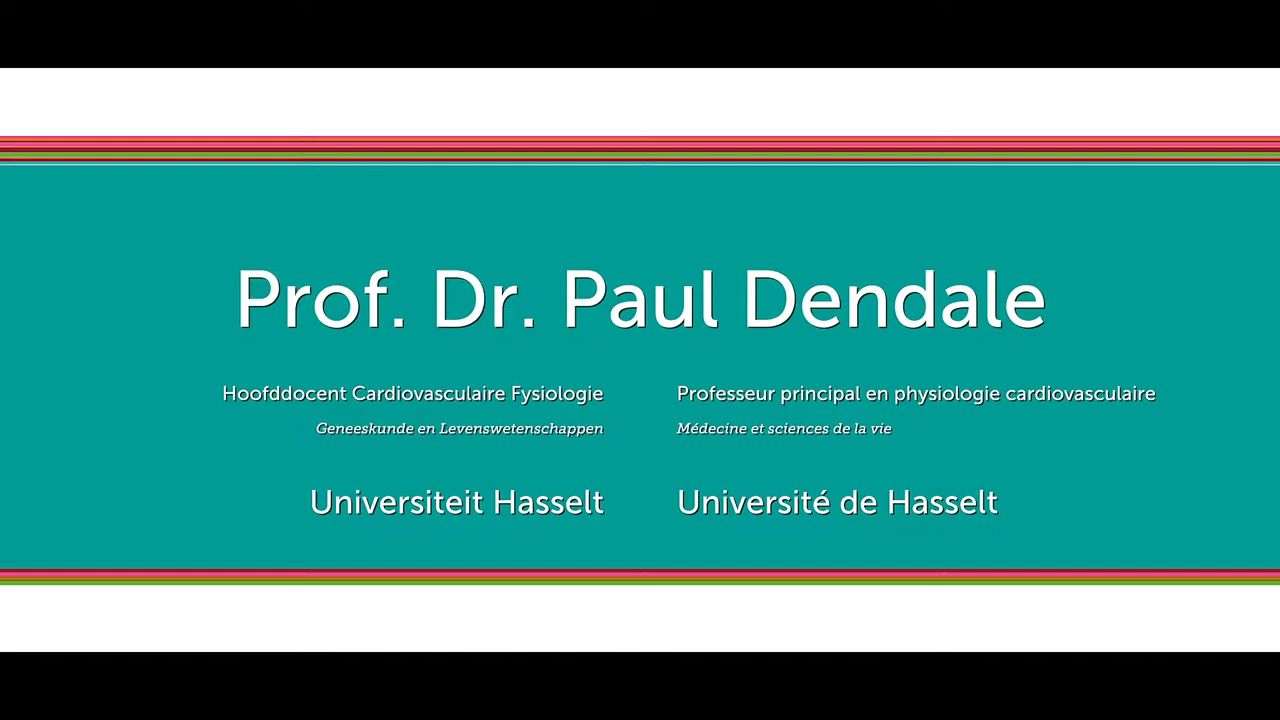 Prof. Dr. Paul Dendale
Hoofddocent Cardiovasculaire Fysiologie
Geneeskunde en Levenswetenschappen
Universiteit Hasselt
Professeur principal en physiologie cardiovasculaire
Médecine et sciences de la vie
Université de Hasselt